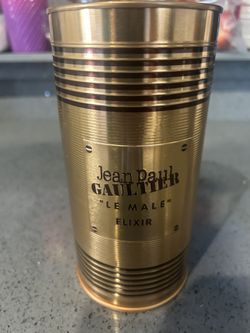 Jean Paul
GAULTIER
"LE MALE"
ELIXIR